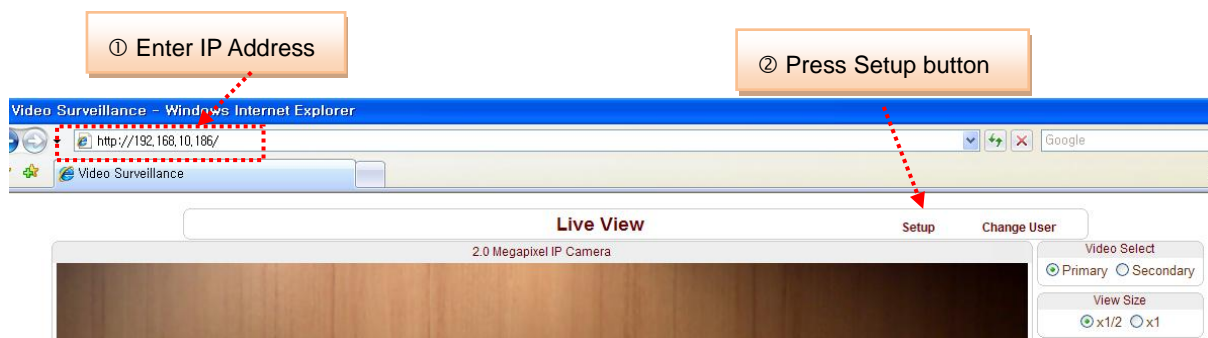 ① Enter IP Address
② Press Setup button
Video Surveillance - Windows Internet Explorer
http://192,168,10,186/
Google
Video Surveillance
Live View
Setup
Change User
2.0 Megapixel IP Camera
Video Select
Primary Secondary
View Size
x1/2 x1